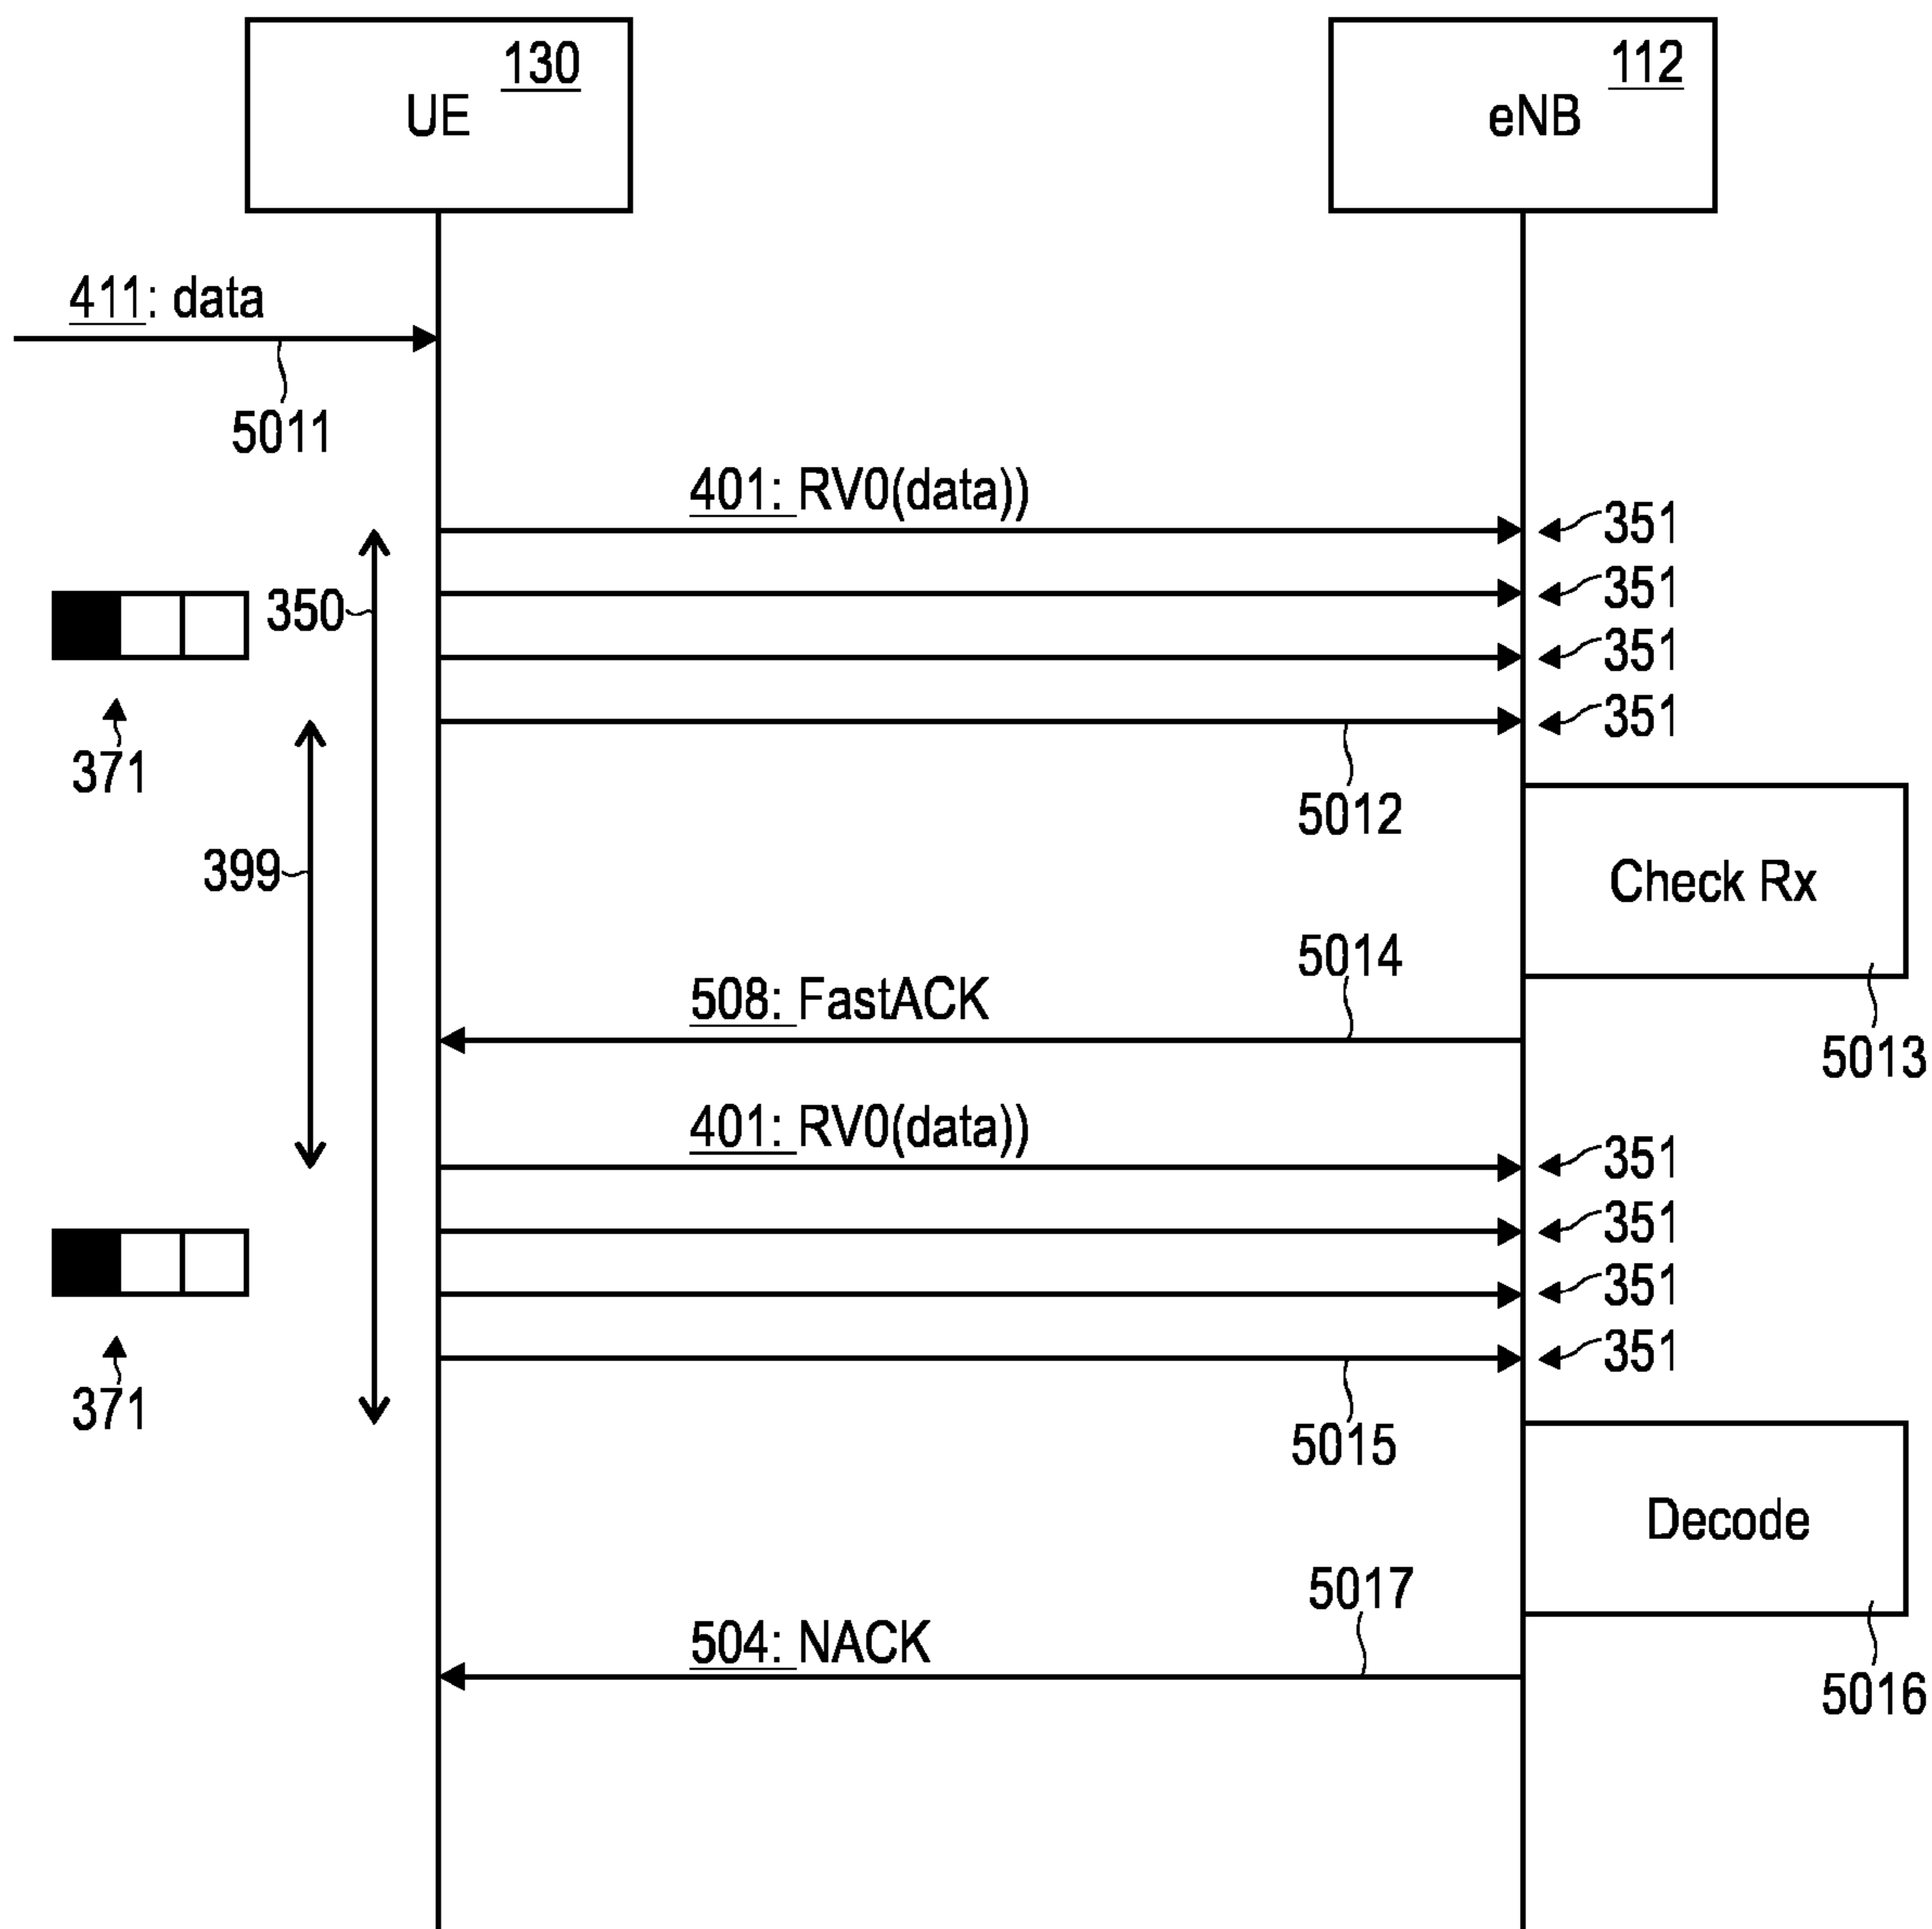 130
UE
112
eNB
411: data
5011
401: RV0(data))
351
351
350
351
351
371
5012
399
Check Rx
5014
508: FastACK
5013
401: RV0(data))
351
351
351
351
371
5015
Decode
5017
504: NACK
5016